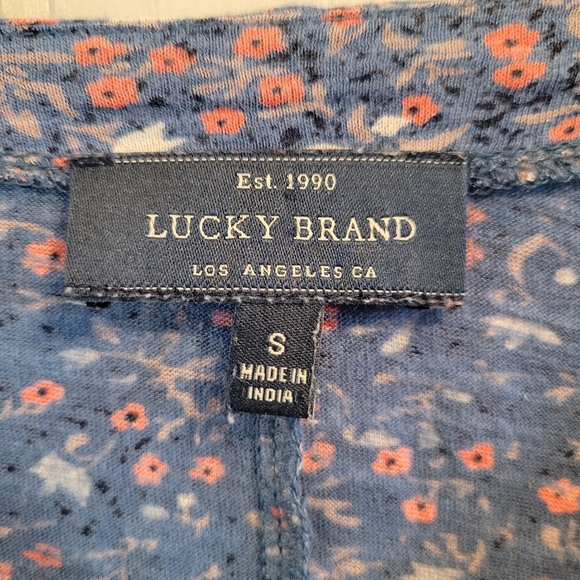 Est. 1990
LUCKY BRAND
LOS ANGELES CA
S
MADE IN
INDIA